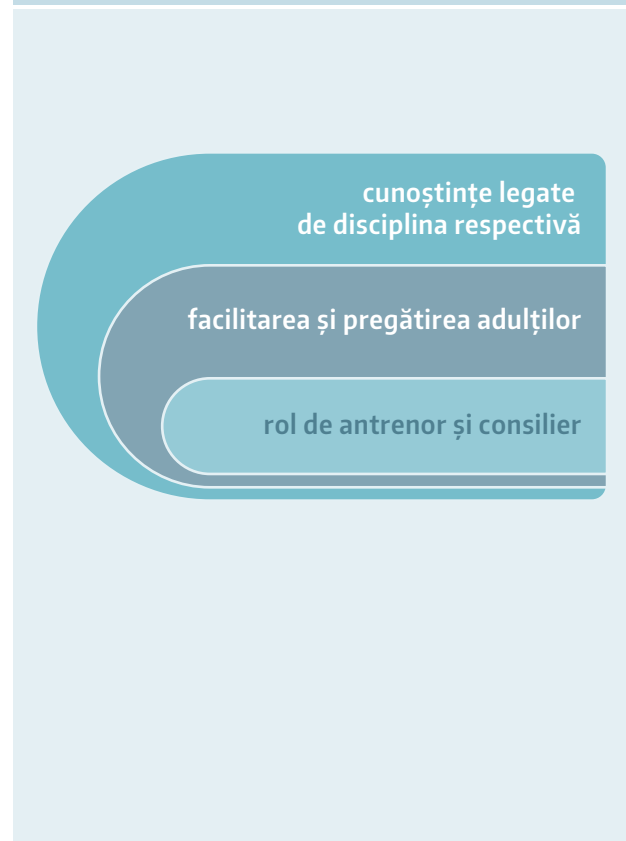 cunoștințe legate
de disciplina respectivă
facilitarea și pregătirea adulților
rol de antrenor și consilier